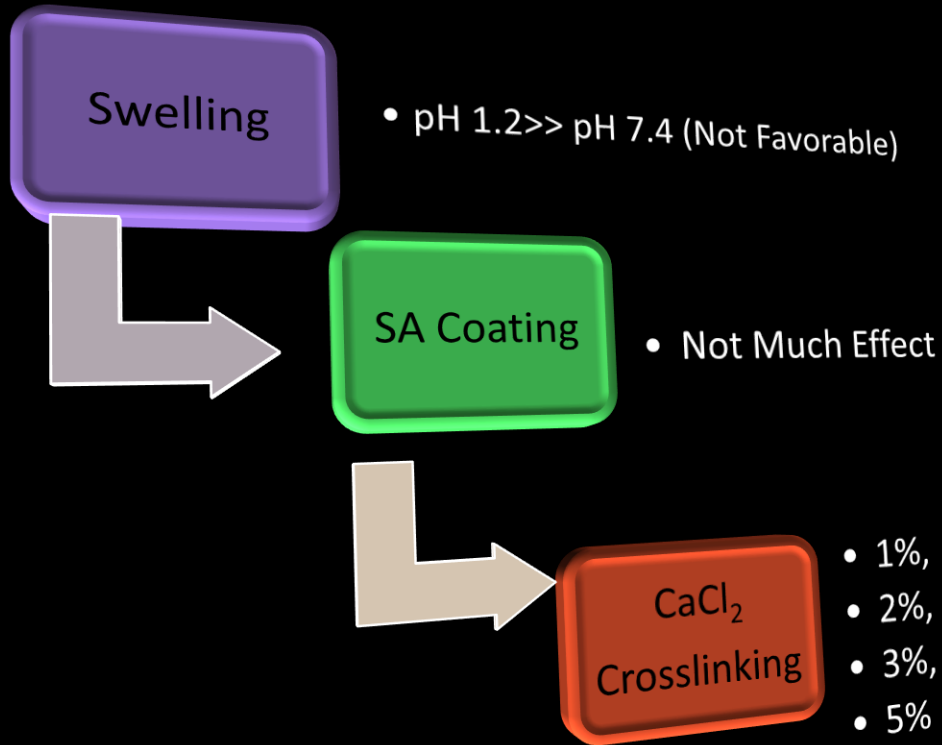 Swelling
• pH 1.2>> pH 7.4 (Not Favorable)
SA Coating
• Not Much Effect
CaCl₂
Crosslinking
• 1%,
• 2%,
• 3%,
• 5%